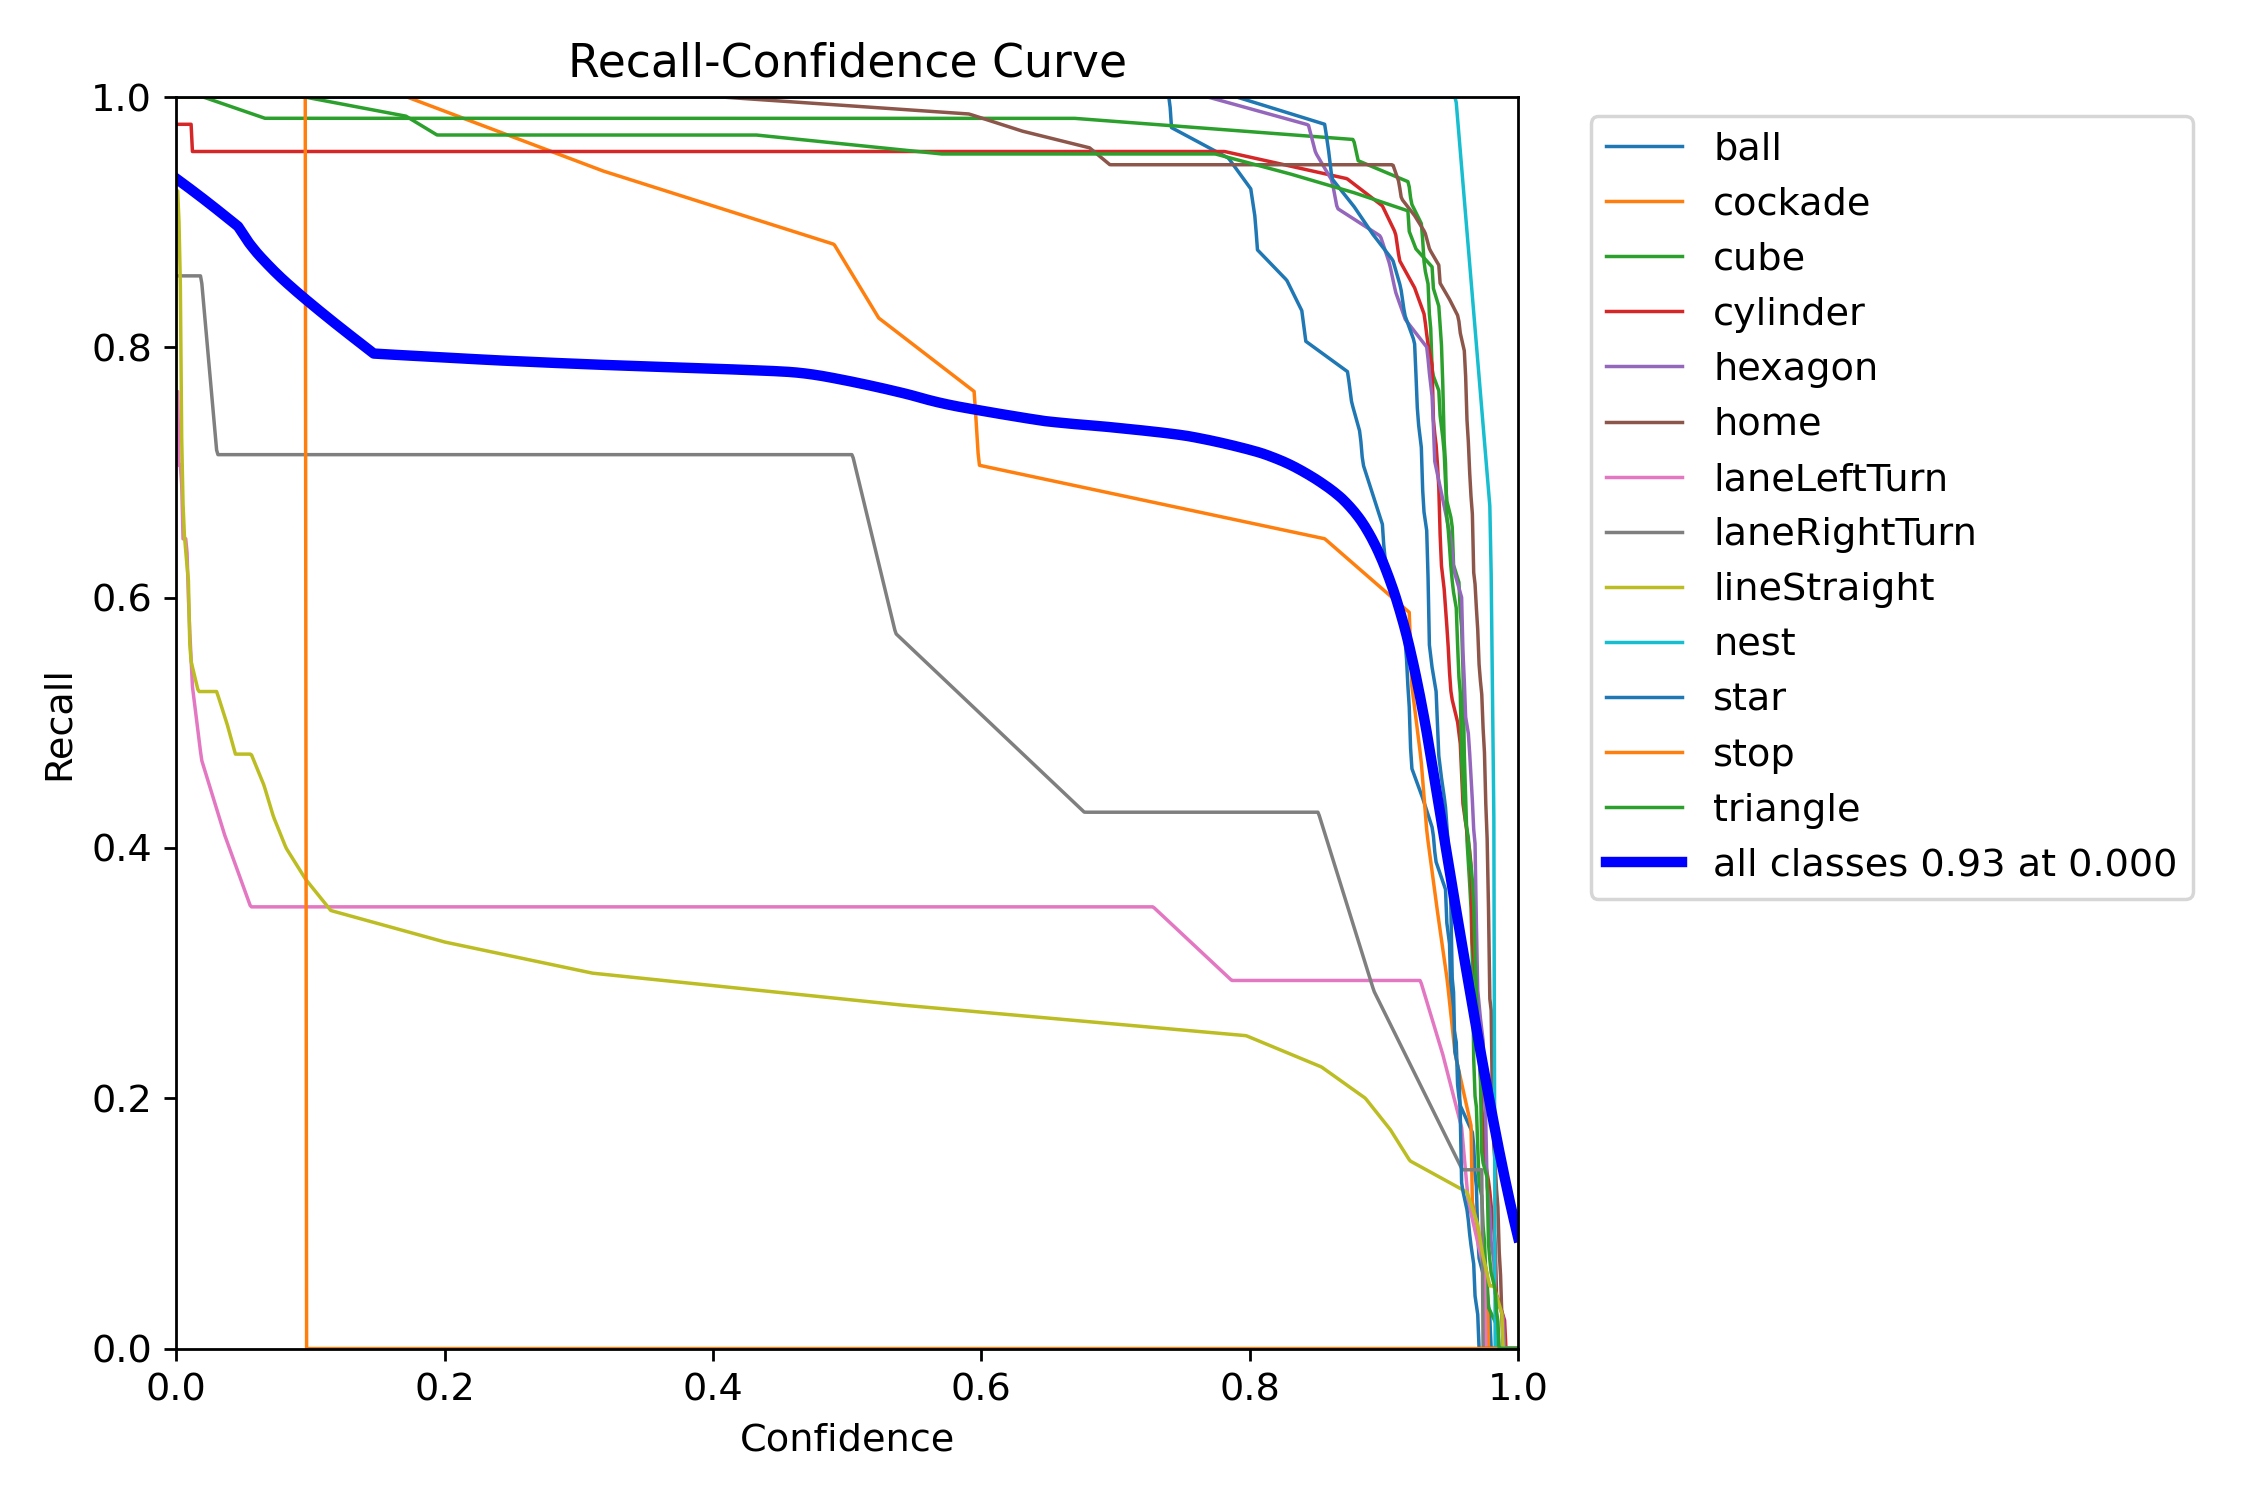 Recall-Confidence Curve
1.0
0.8
0.6
0.4
0.2
0.0
Recall
0.0 0.2 0.4 0.6 0.8 1.0
Confidence
ball
cockade
cube
cylinder
hexagon
home
laneLeftTurn
laneRightTurn
lineStraight
nest
star
stop
triangle
all classes 0.93 at 0.000